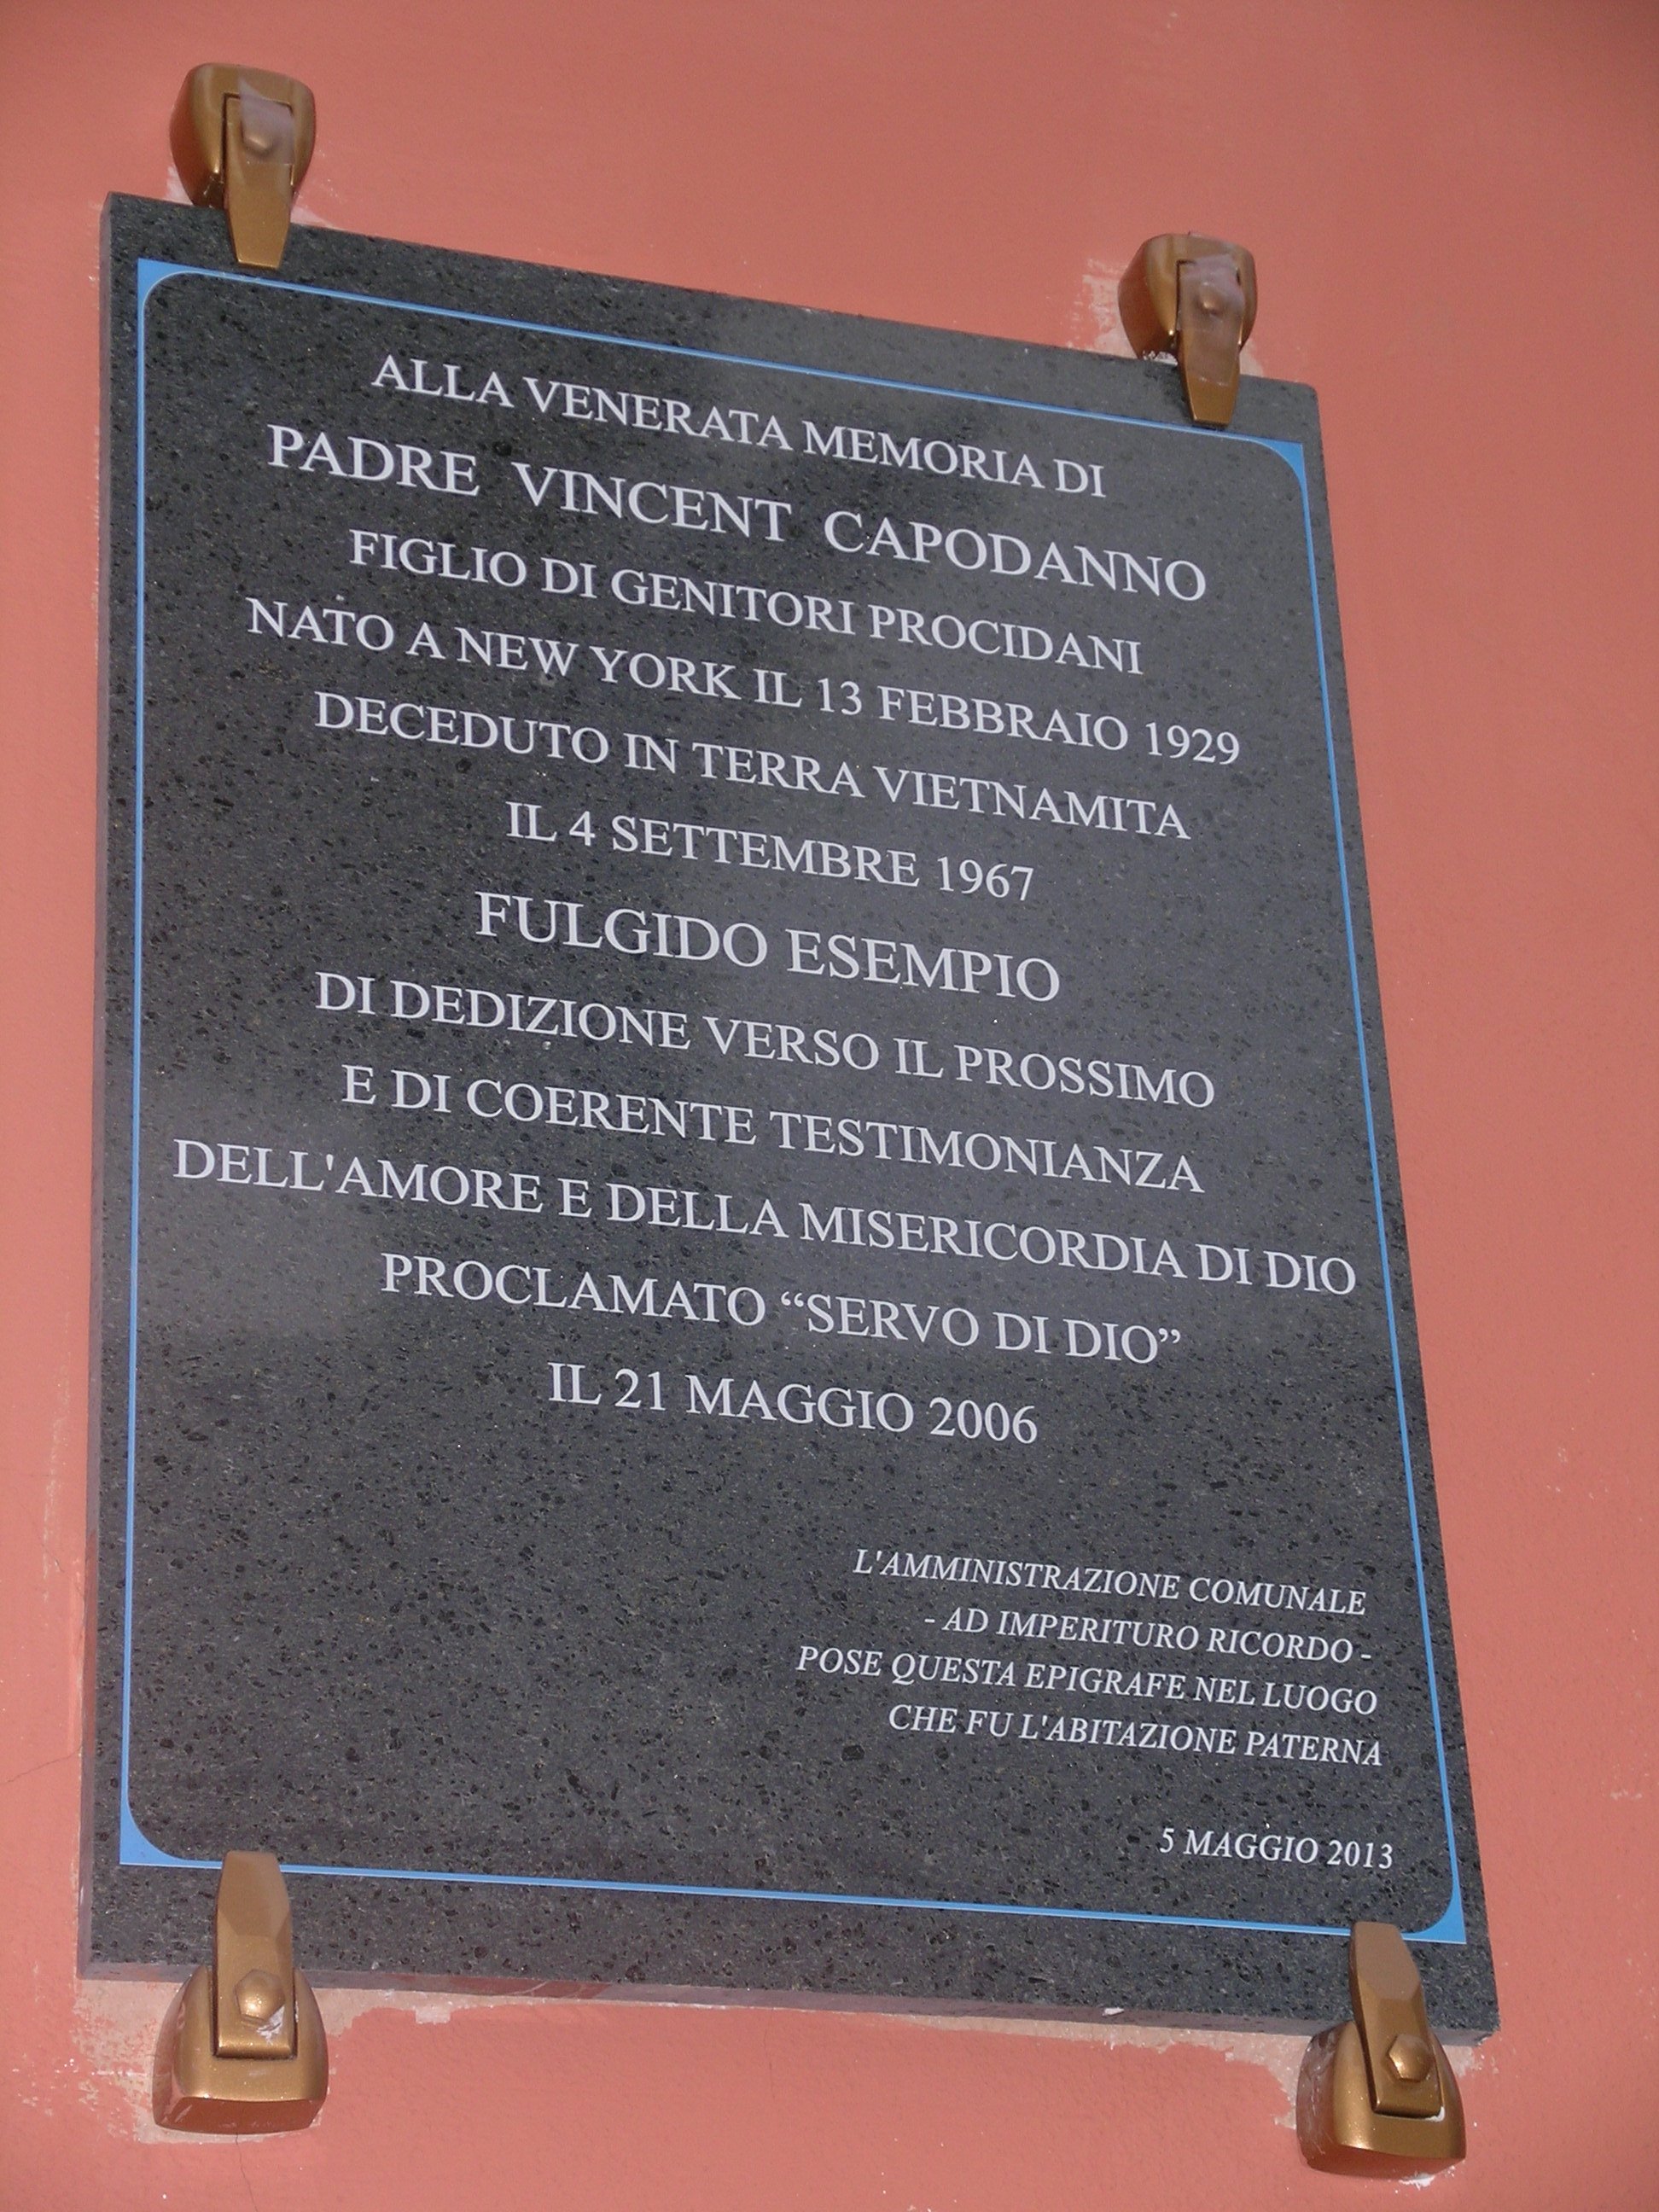 ALLA VENERATA MEMORIA DI
PADRE VINCENT CAPODANNO
FIGLIO DI GENITORI PROCIDANI
NATO A NEW YORK IL 13 FEBBRAIO 1929
DECEDUTO IN TERRA VIETNAMITA
IL 4 SETTEMBRE 1967
FULGIDO ESEMPIO
DI DEDIZIONE VERSO IL PROSSIMO
E DI COERENTE TESTIMONIANZA
DELL'AMORE E DELLA MISERICORDIA DI DIO
PROCLAMATO “SERVO DI DIO”
IL 21 MAGGIO 2006
L'AMMINISTRAZIONE COMUNALE
- AD IMPERITURO RICORDO -
POSE QUESTA EPIGRAFE NEL LUOGO
CHE FU L'ABITAZIONE PATERNA
5 MAGGIO 2013